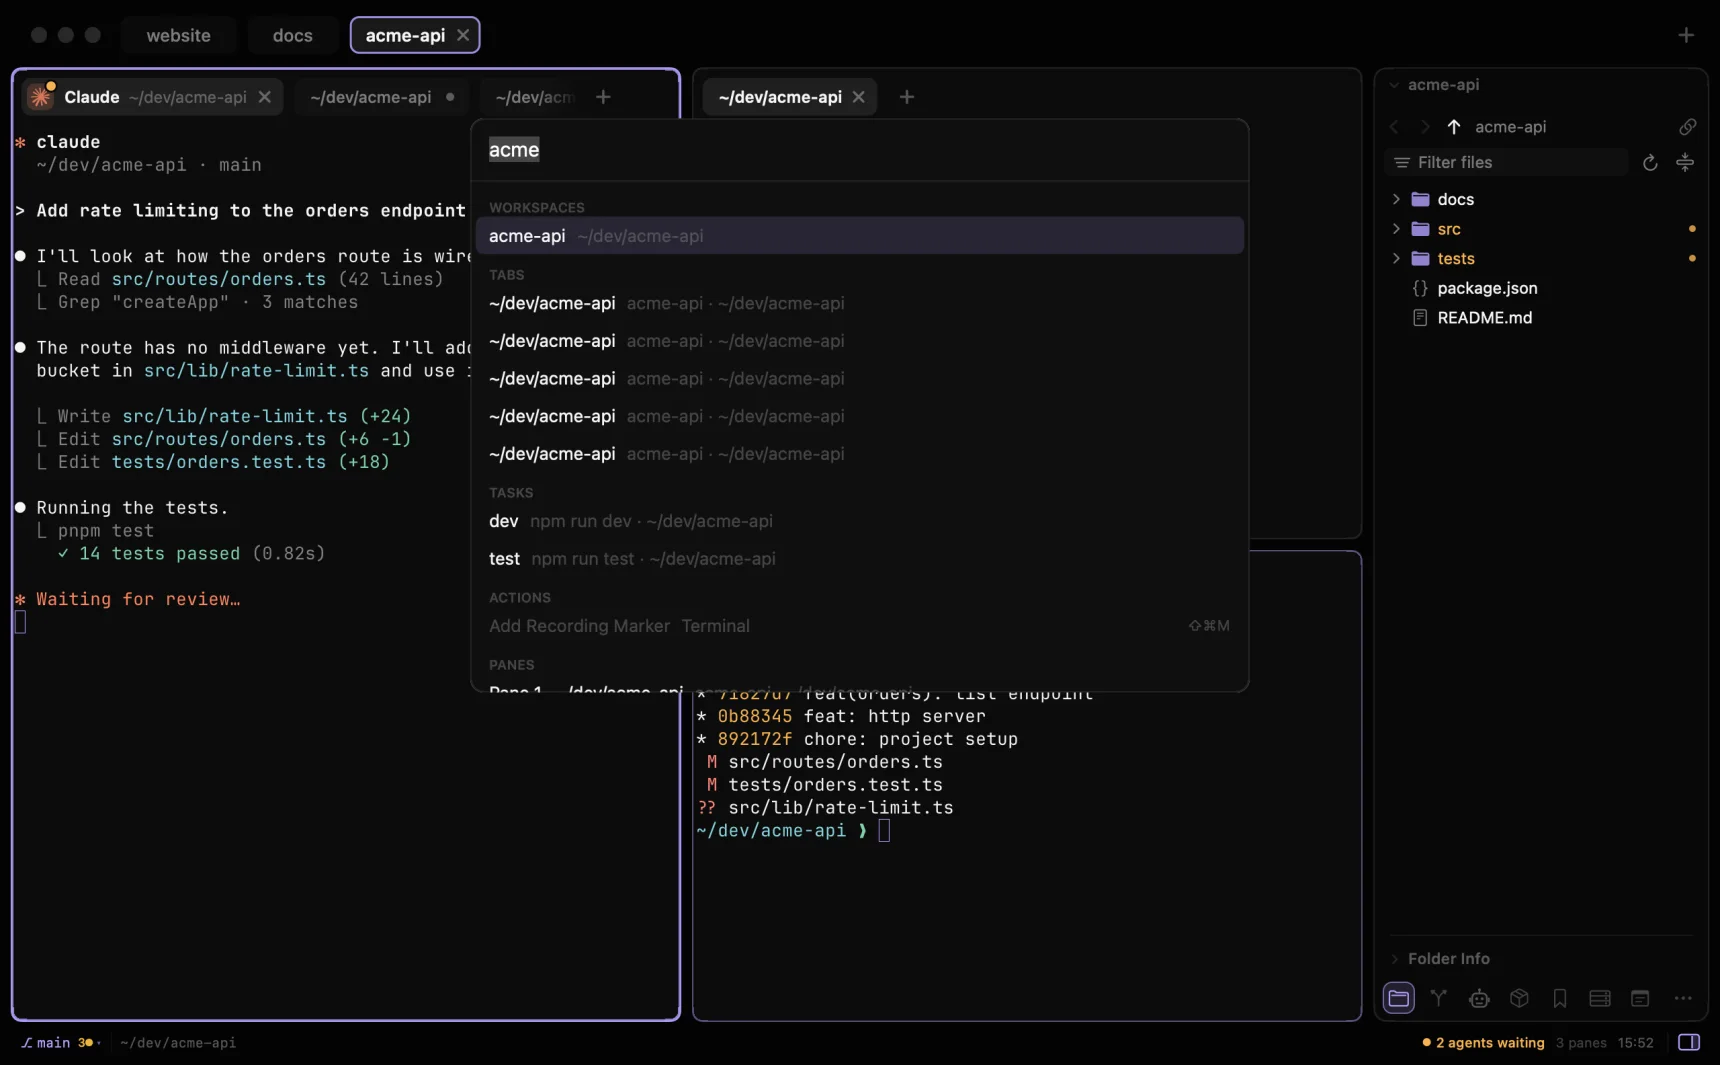 website
docs
acme-api
Claude ~/dev/acme-api
~/dev/acme-api
~/dev/acm
* claude
~/dev/acme-api · main
> Add rate limiting to the orders endpoint
● I'll look at how the orders route is wire
Read src/routes/orders.ts (42 lines)
Grep "createApp" · 3 matches
● The route has no middleware yet. I'll add
bucket in src/lib/rate-limit.ts and use
Write src/lib/rate-limit.ts (+24)
Edit src/routes/orders.ts (+6 -1)
Edit tests/orders.test.ts (+18)
● Running the tests.
pnpm test
✓ 14 tests passed (0.82s)
* Waiting for review…
~/dev/acme-api
acme
WORKSPACES
acme-api ~/dev/acme-api
TABS
~/dev/acme-api acme-api · ~/dev/acme-api
~/dev/acme-api acme-api · ~/dev/acme-api
~/dev/acme-api acme-api · ~/dev/acme-api
~/dev/acme-api acme-api · ~/dev/acme-api
~/dev/acme-api acme-api · ~/dev/acme-api
TASKS
dev npm run dev · ~/dev/acme-api
test npm run test · ~/dev/acme-api
ACTIONS
Add Recording Marker Terminal ⇧⌘M
PANES
Pane 1
* 71827d7 feat(orders): list endpoint
* 0b88345 feat: http server
* 892172f chore: project setup
M src/routes/orders.ts
M tests/orders.test.ts
?? src/lib/rate-limit.ts
~/dev/acme-api ❯
acme-api
acme-api
Filter files
docs
src
tests
{} package.json
README.md
Folder Info
main 3
~/dev/acme-api
2 agents waiting
3 panes
15:52